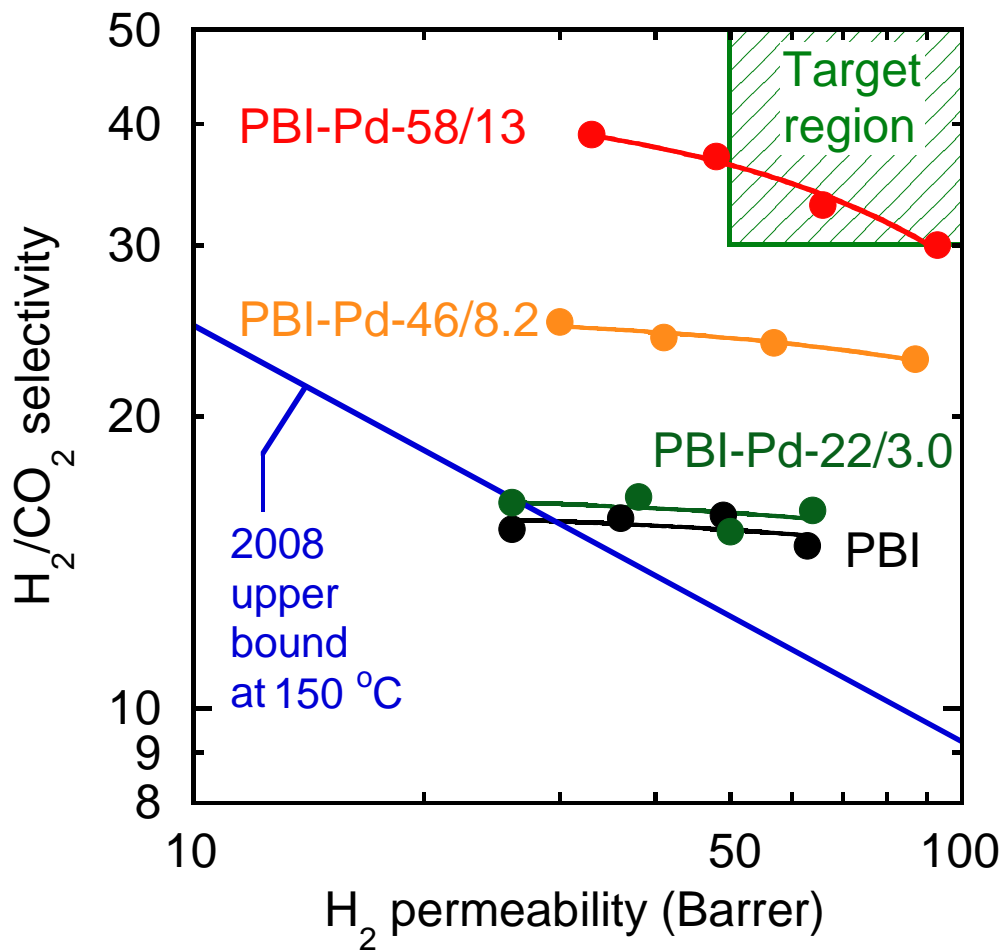 50
40
30
20
10
9
8
H2/CO2 selectivity
PBI-Pd-58/13
Target
region
PBI-Pd-46/8.2
PBI-Pd-22/3.0
PBI
2008
upper
bound
at 150 °C
10
50
100
H2 permeability (Barrer)